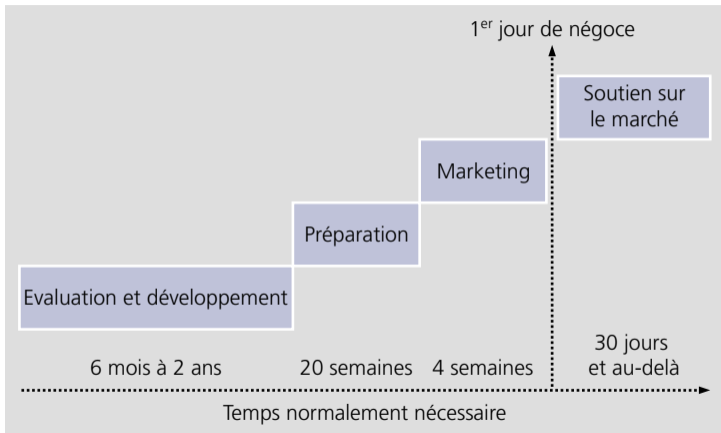 1er jour de négoce
Soutien sur
le marché
Marketing
Préparation
Evaluation et développement
6 mois à 2 ans
20 semaines
4 semaines
30 jours
et au-delà
Temps normalement nécessaire